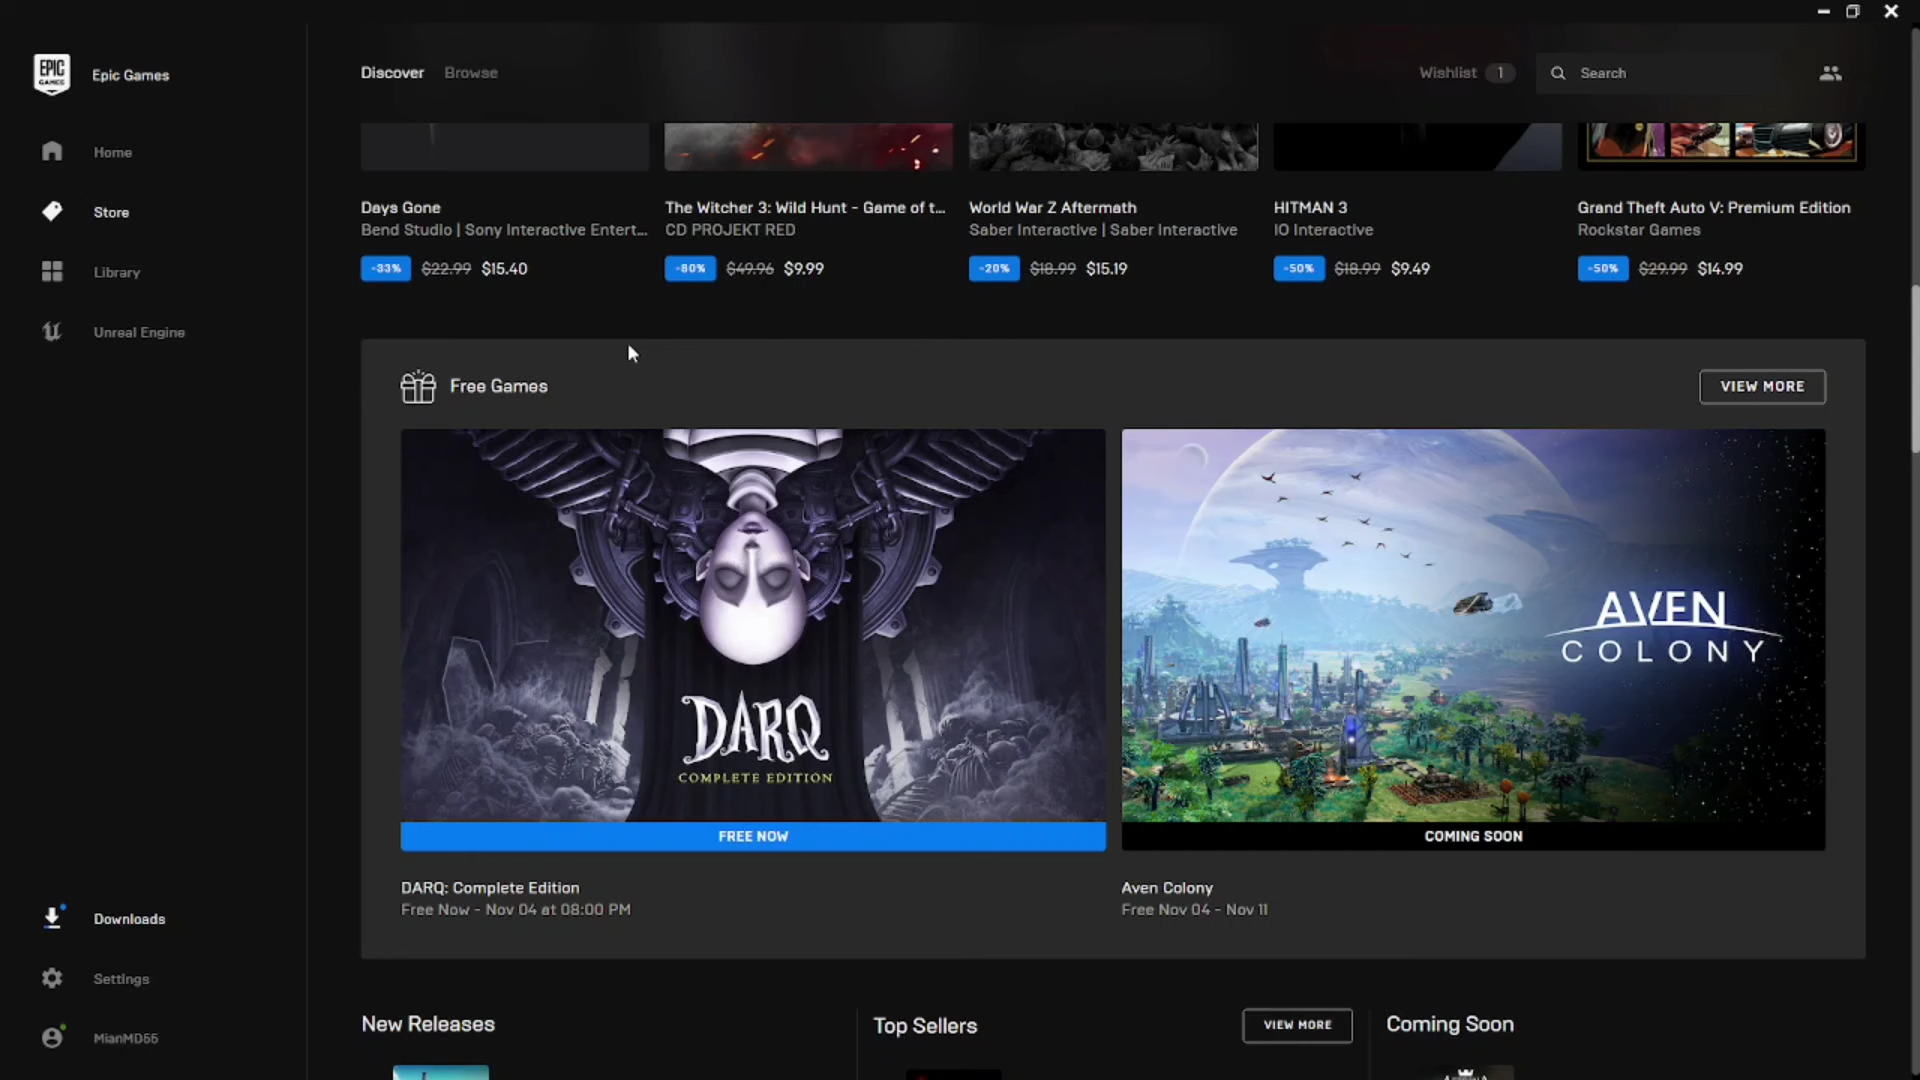 EPIC
GAMES
Epic Games
Discover
Browse
Wishlist
1
Search
Home
Store
Library
Unreal Engine
Days Gone
Bend Studio | Sony Interactive Entert...
-33%
$22.99
$15.40
The Witcher 3: Wild Hunt - Game of t...
CD PROJEKT RED
-80%
$49.96
$9.99
World War Z Aftermath
Saber Interactive | Saber Interactive
-20%
$18.99
$15.19
HITMAN 3
IO Interactive
-50%
$18.99
$9.49
Grand Theft Auto V: Premium Edition
Rockstar Games
-50%
$29.99
$14.99
Free Games
VIEW MORE
DARQ
COMPLETE EDITION
FREE NOW
DARQ: Complete Edition
Free Now - Nov 04 at 08:00 PM
AVEN
COLONY
COMING SOON
Aven Colony
Free Nov 04 - Nov 11
Downloads
Settings
MianMD55
New Releases
Top Sellers
VIEW MORE
Coming Soon